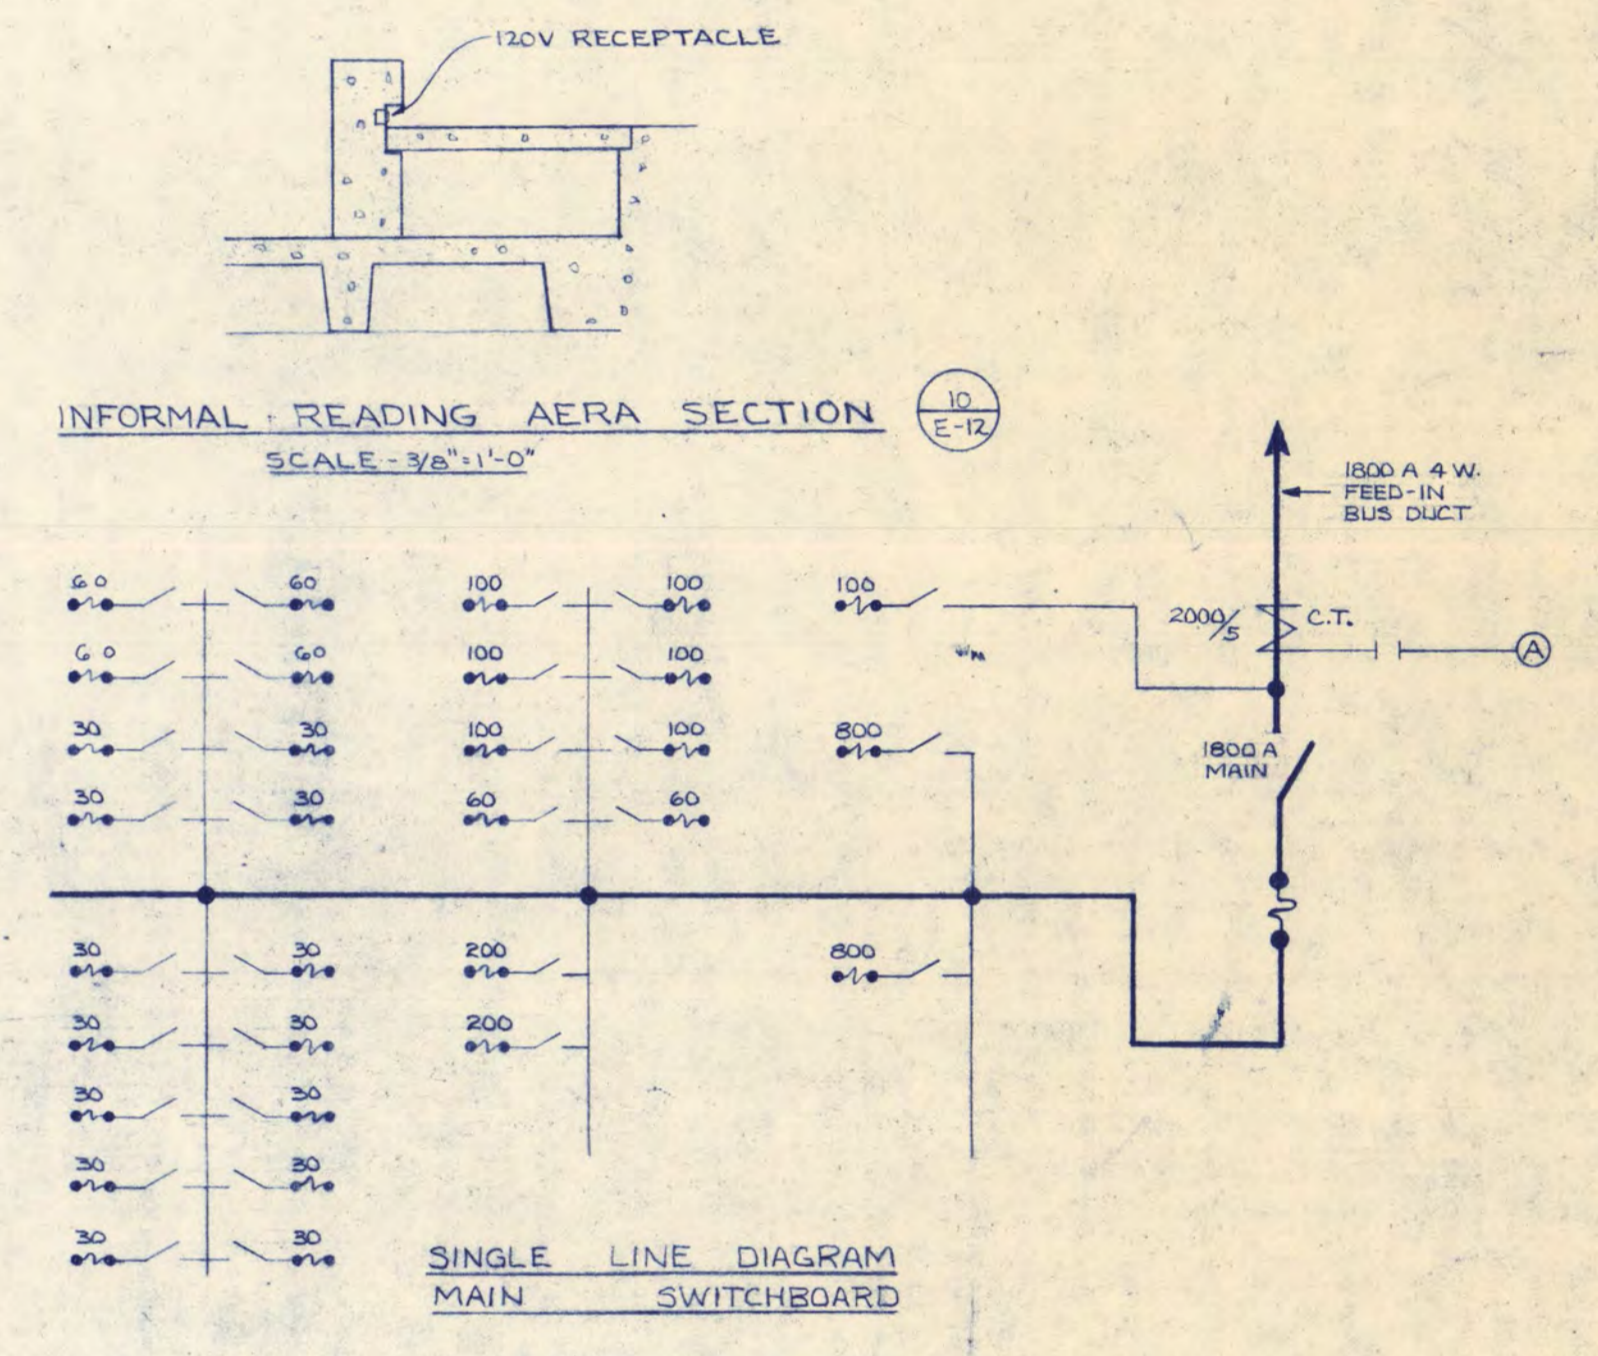 120V RECEPTACLE
INFORMAL READING AERA SECTION
10
E-12
SCALE - 3/8"=1'-0"
1800 A 4 W.
FEED-IN
BUS DUCT
60 60 100 100 100
2000/5 C.T.
60 60 100 100
A
30 30 100 100 800
1800 A
MAIN
30 30 60 60
30 30 200 800
30 30 200
30 30
30 30
30 30
SINGLE LINE DIAGRAM
MAIN SWITCHBOARD